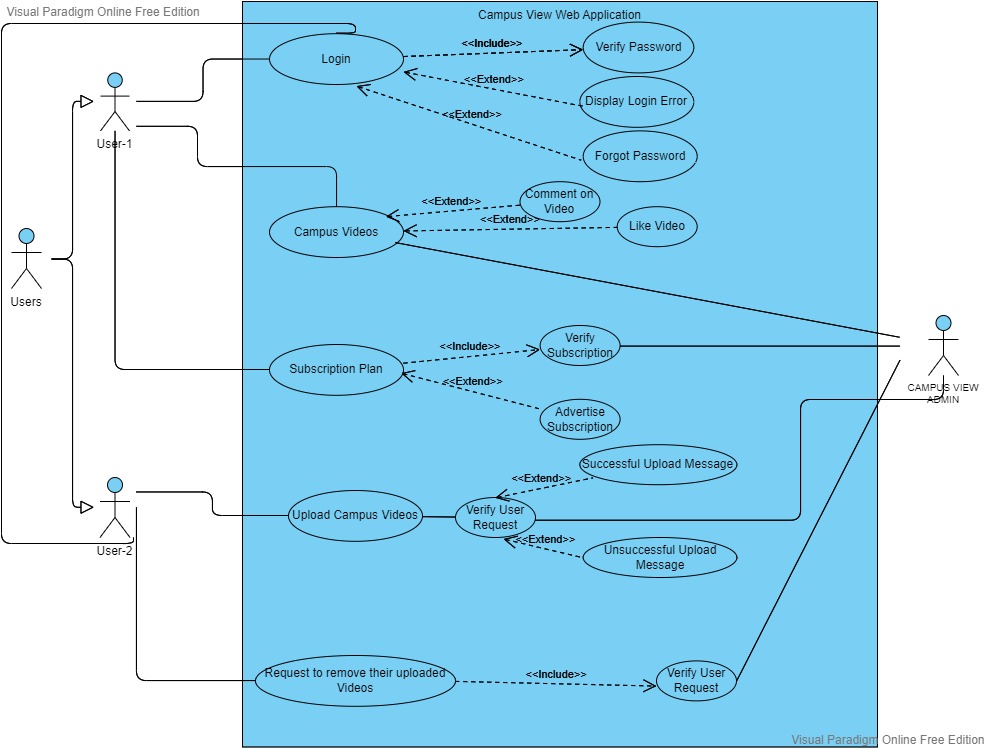 Visual Paradigm Online Free Edition
Campus View Web Application
<<Include>>
Verify Password
Login
<<Extend>>
Display Login Error
<<Extend>>
User-1
Forgot Password
Comment on
Video
<<Extend>>
<<Extend>>
Like Video
Campus Videos
Users
Verify
Subscription
<<Include>>
Subscription Plan
<<Extend>>
CAMPUS VIEW
ADMIN
Advertise
Subscription
Successful Upload Message
<<Extend>>
Upload Campus Videos
Verify User
Request
<<Extend>>
User-2
Unsuccessful Upload
Message
Request to remove their uploaded
Videos
<<Include>>
Verify User
Request
Visual Paradigm Online Free Edition